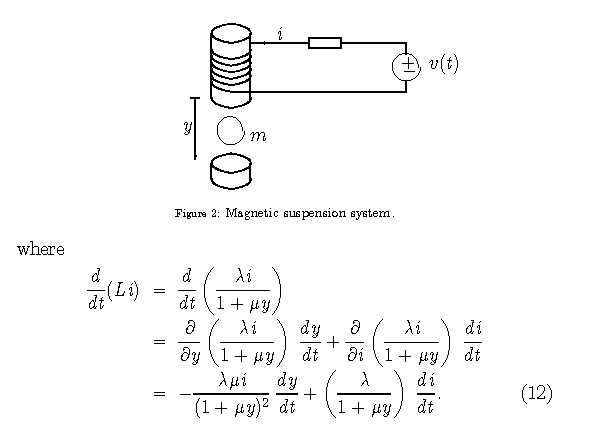 i
± v(t)
y
m
Figure 2: Magnetic suspension system.
where
d/dt (Li) = d/dt ( λi / (1 + μy) )
= ∂/∂y ( λi / (1 + μy) ) dy/dt + ∂/∂i ( λi / (1 + μy) ) di/dt
= − λμi / (1 + μy)² dy/dt + ( λ / (1 + μy) ) di/dt. (12)